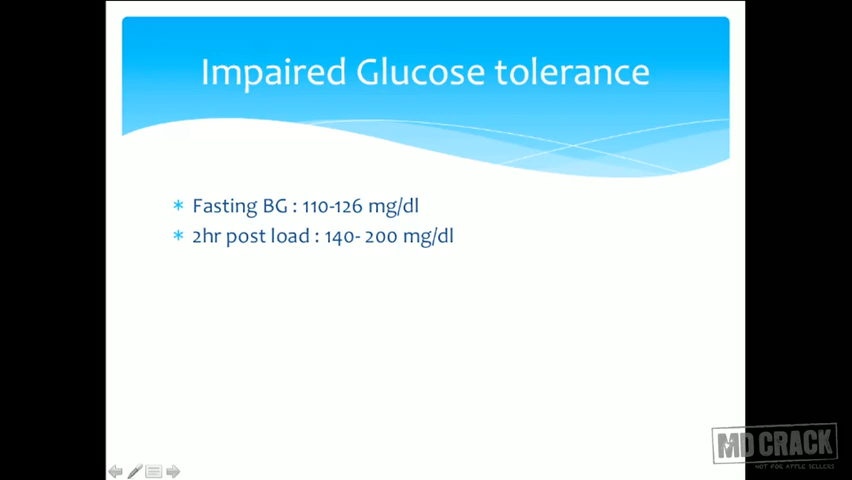 Impaired Glucose tolerance
* Fasting BG : 110-126 mg/dl
* 2hr post load : 140- 200 mg/dl
MD CRACK
NOT FOR APPLE SELLERS